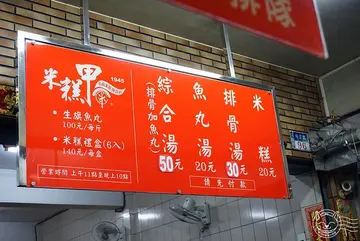 排隊
米糕甲
1945
• 生旗魚丸
100元/每斤
• 米糕禮盒(6入)
140元/每盒
營業時間 上午11點至晚上10點
米糕
20元
排骨湯
30元
魚丸湯
20元
綜合湯
(排骨加魚丸)
50元
請先付款